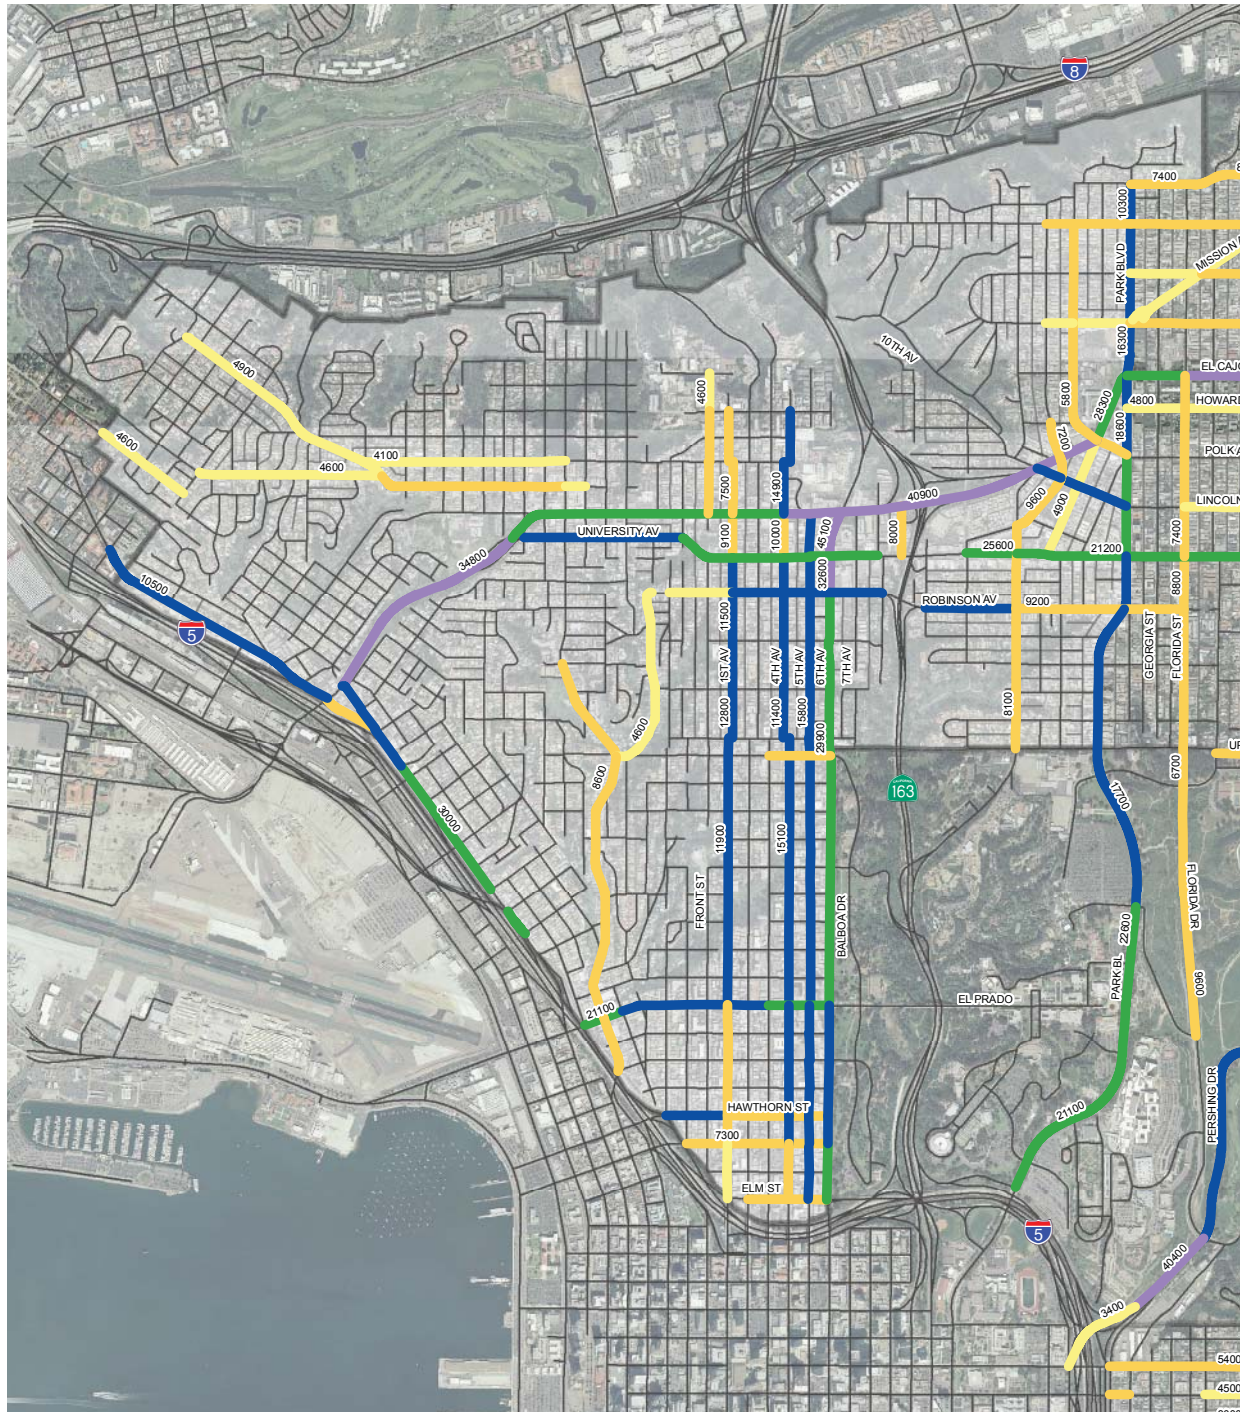 8
7400
8
10300
MISSION
PARK BLVD
16300
10TH AV
4900
EL CAJO
4600
5800
4800
HOWARD
28300
18600
4600
7200
POLK A
4100
4600
7500
14900
40900
9600
4900
LINCOLN
UNIVERSITY AV
9100
10000
45100
8000
25600
21200
7400
34800
32600
10500
8800
ROBINSON AV
9200
5
11500
GEORGIA ST
FLORIDA ST
1ST AV
4TH AV
5TH AV
6TH AV
7TH AV
4600
12800
11400
15800
8100
29900
UP
8600
6700
163
17700
30000
11900
15100
FRONT ST
BALBOA DR
FLORIDA DR
22600
PARK BL
9600
EL PRADO
21100
HAWTHORN ST
21100
PERSHING DR
7300
ELM ST
5
40400
3400
5400
4500